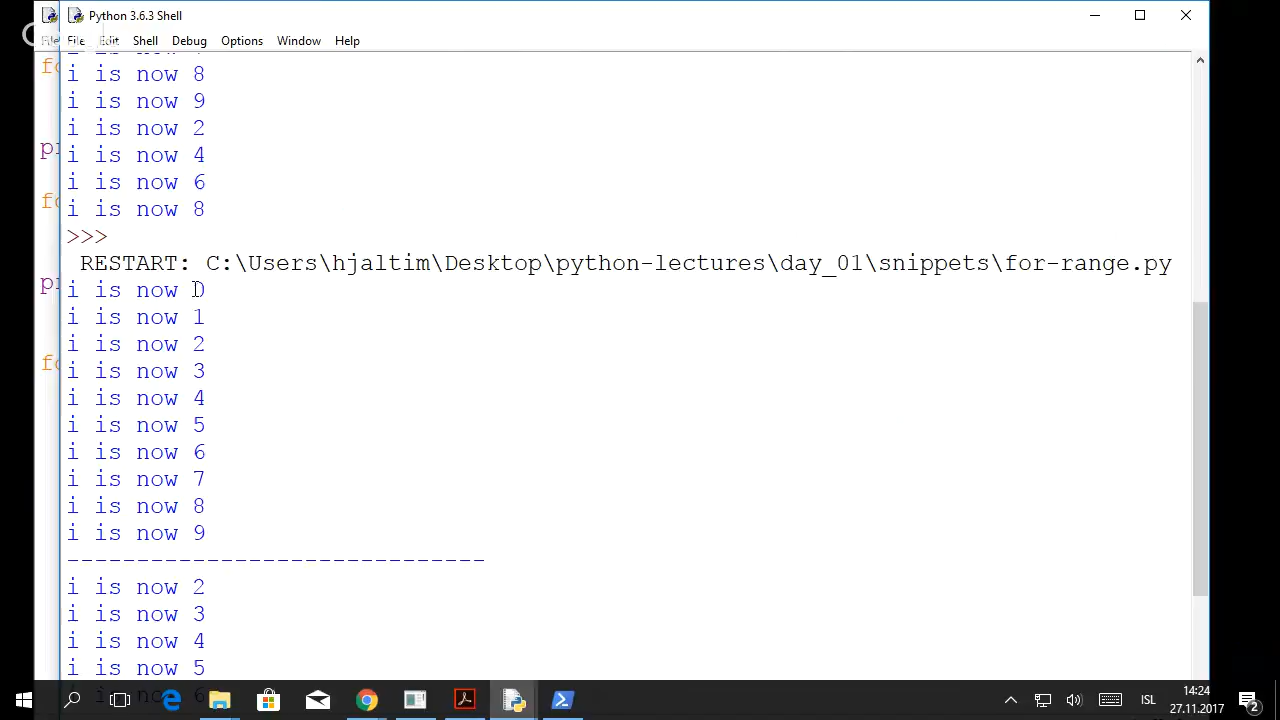 Python 3.6.3 Shell
File Edit Shell Debug Options Window Help
i is now 8
i is now 9
i is now 2
i is now 4
i is now 6
i is now 8
>>>
RESTART: C:\Users\hjaltim\Desktop\python-lectures\day_01\snippets\for-range.py
i is now 0
i is now 1
i is now 2
i is now 3
i is now 4
i is now 5
i is now 6
i is now 7
i is now 8
i is now 9
------------------------------
i is now 2
i is now 3
i is now 4
i is now 5
i is now 6
ISL
14:24
27.11.2017
2